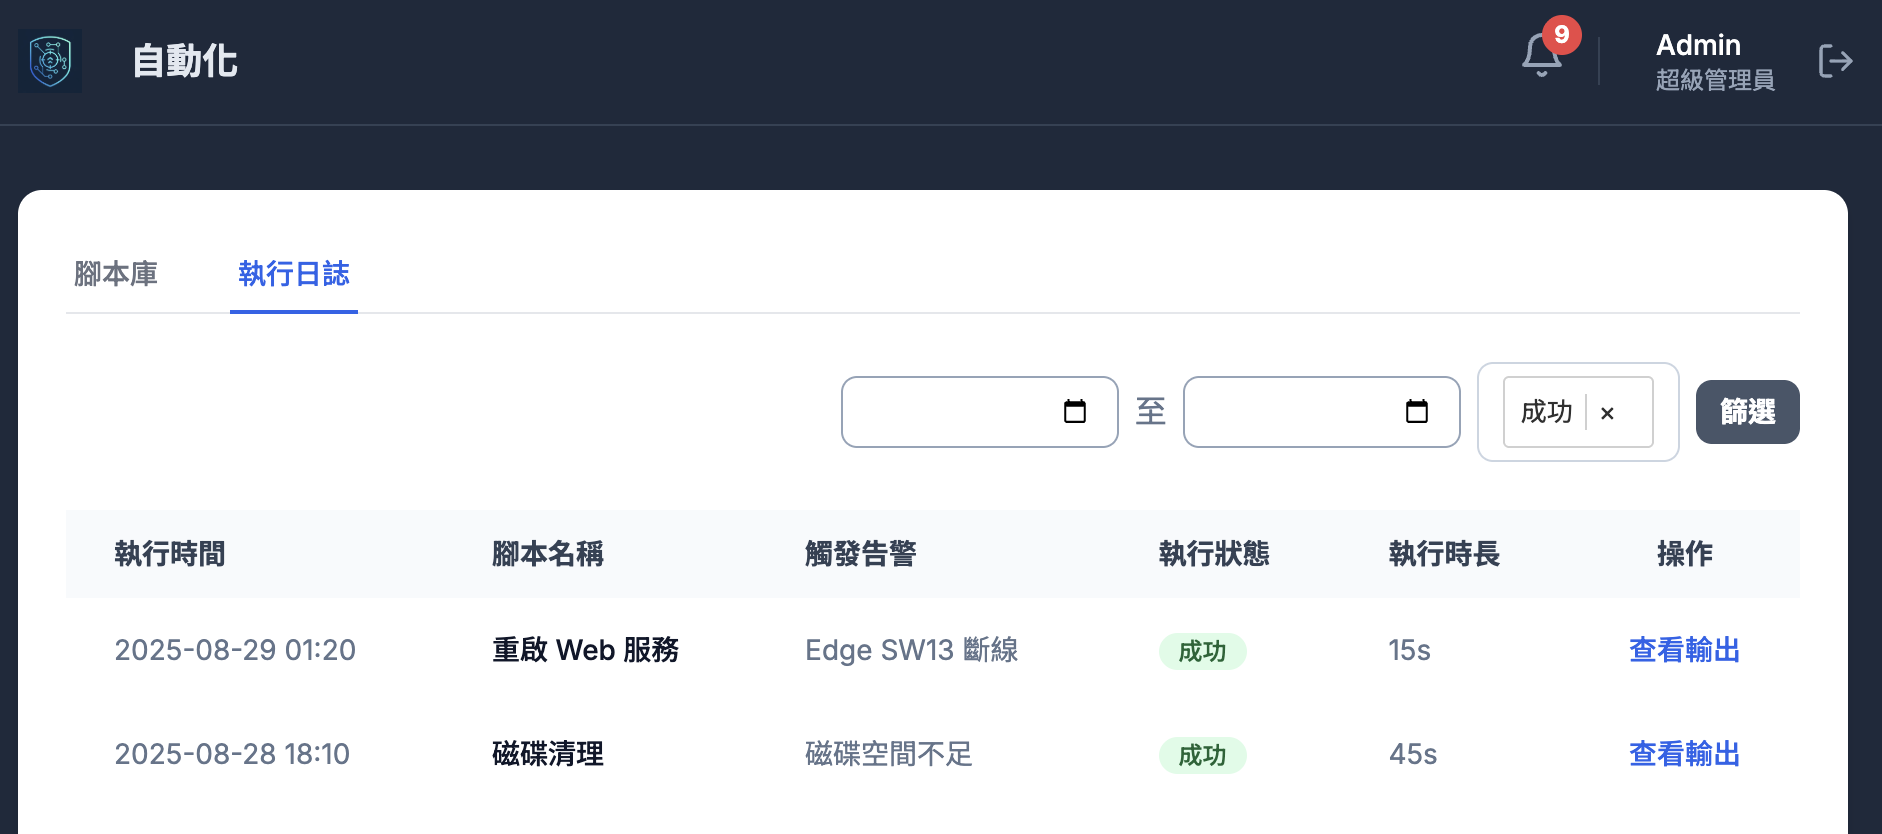 自動化
9
Admin
超級管理員
腳本庫 執行日誌
至 成功 × 篩選
執行時間 腳本名稱 觸發告警 執行狀態 執行時長 操作
2025-08-29 01:20 重啟 Web 服務 Edge SW13 斷線 成功 15s 查看輸出
2025-08-28 18:10 磁碟清理 磁碟空間不足 成功 45s 查看輸出